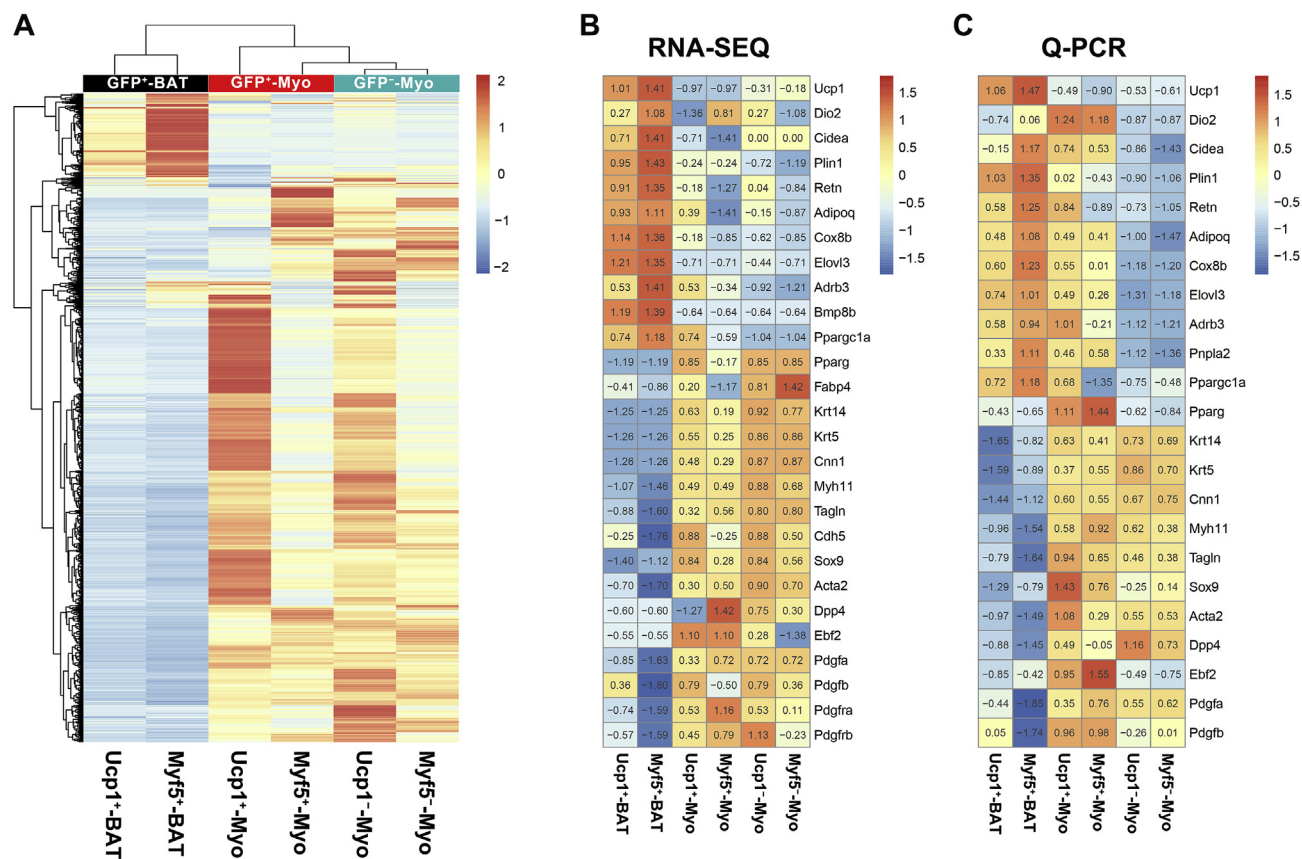 A
GFP⁺-BAT GFP⁺-Myo GFP⁻-Myo
2
1
0
−1
−2
Ucp1⁺-BAT Myf5⁺-BAT Ucp1⁺-Myo Myf5⁺-Myo Ucp1⁻-Myo Myf5⁻-Myo
B
RNA-SEQ
1.01 1.41 −0.97 −0.97 −0.31 −0.18 Ucp1
0.27 1.08 −1.36 0.81 0.27 −1.08 Dio2
0.71 1.41 −0.71 −1.41 0.00 0.00 Cidea
0.95 1.43 −0.24 −0.24 −0.72 −1.19 Plin1
0.91 1.35 −0.18 −1.27 0.04 −0.84 Retn
0.93 1.11 0.39 −1.41 −0.15 −0.87 Adipoq
1.14 1.36 −0.18 −0.85 −0.62 −0.85 Cox8b
1.21 1.35 −0.71 −0.71 −0.44 −0.71 Elovl3
0.53 1.41 0.53 −0.34 −0.92 −1.21 Adrb3
1.19 1.39 −0.64 −0.64 −0.64 −0.64 Bmp8b
0.74 1.18 0.74 −0.59 −1.04 −1.04 Ppargc1a
−1.19 −1.19 0.85 −0.17 0.85 0.85 Pparg
−0.41 −0.86 0.20 −1.17 0.81 1.42 Fabp4
−1.25 −1.25 0.63 0.19 0.92 0.77 Krt14
−1.26 −1.26 0.55 0.25 0.86 0.86 Krt5
−1.26 −1.26 0.48 0.29 0.87 0.87 Cnn1
−1.07 −1.46 0.49 0.49 0.88 0.68 Myh11
−0.88 −1.60 0.32 0.56 0.80 0.80 Tagln
−0.25 −1.76 0.88 −0.25 0.88 0.50 Cdh5
−1.40 −1.12 0.84 0.28 0.84 0.56 Sox9
−0.70 −1.70 0.30 0.50 0.90 0.70 Acta2
−0.60 −0.60 −1.27 1.42 0.75 0.30 Dpp4
−0.55 −0.55 1.10 1.10 0.28 −1.38 Ebf2
−0.85 −1.63 0.33 0.72 0.72 0.72 Pdgfa
0.36 −1.80 0.79 −0.50 0.79 0.36 Pdgfb
−0.74 −1.59 0.53 1.16 0.53 0.11 Pdgfra
−0.57 −1.59 0.45 0.79 1.13 −0.23 Pdgfrb
Ucp1⁺-BAT Myf5⁺-BAT Ucp1⁺-Myo Myf5⁺-Myo Ucp1⁻-Myo Myf5⁻-Myo
1.5
1
0.5
0
−0.5
−1
−1.5
C
Q-PCR
1.06 1.47 −0.49 −0.90 −0.53 −0.61 Ucp1
−0.74 0.06 1.24 1.18 −0.87 −0.87 Dio2
−0.15 1.17 0.74 0.53 −0.86 −1.43 Cidea
1.03 1.35 0.02 −0.43 −0.90 −1.06 Plin1
0.58 1.25 0.84 −0.89 −0.73 −1.05 Retn
0.48 1.08 0.49 0.41 −1.00 −1.47 Adipoq
0.60 1.23 0.55 0.01 −1.18 −1.20 Cox8b
0.74 1.01 0.49 0.26 −1.31 −1.18 Elovl3
0.58 0.94 1.01 −0.21 −1.12 −1.21 Adrb3
0.33 1.11 0.46 0.58 −1.12 −1.36 Pnpla2
0.72 1.18 0.68 −1.35 −0.75 −0.48 Ppargc1a
−0.43 −0.65 1.11 1.44 −0.62 −0.84 Pparg
−1.65 −0.82 0.63 0.41 0.73 0.69 Krt14
−1.59 −0.89 0.37 0.55 0.86 0.70 Krt5
−1.44 −1.12 0.60 0.55 0.67 0.75 Cnn1
−0.96 −1.54 0.58 0.92 0.62 0.38 Myh11
−0.79 −1.64 0.94 0.65 0.46 0.38 Tagln
−1.29 −0.79 1.43 0.76 −0.25 0.14 Sox9
−0.97 −1.49 1.08 0.29 0.55 0.53 Acta2
−0.88 −1.45 0.49 −0.05 1.16 0.73 Dpp4
−0.85 −0.42 0.95 1.55 −0.49 −0.75 Ebf2
−0.44 −1.85 0.35 0.76 0.55 0.62 Pdgfa
0.05 −1.74 0.96 0.98 −0.26 0.01 Pdgfb
Ucp1⁺-BAT Myf5⁺-BAT Ucp1⁺-Myo Myf5⁺-Myo Ucp1⁻-Myo Myf5⁻-Myo
1.5
1
0.5
0
−0.5
−1
−1.5